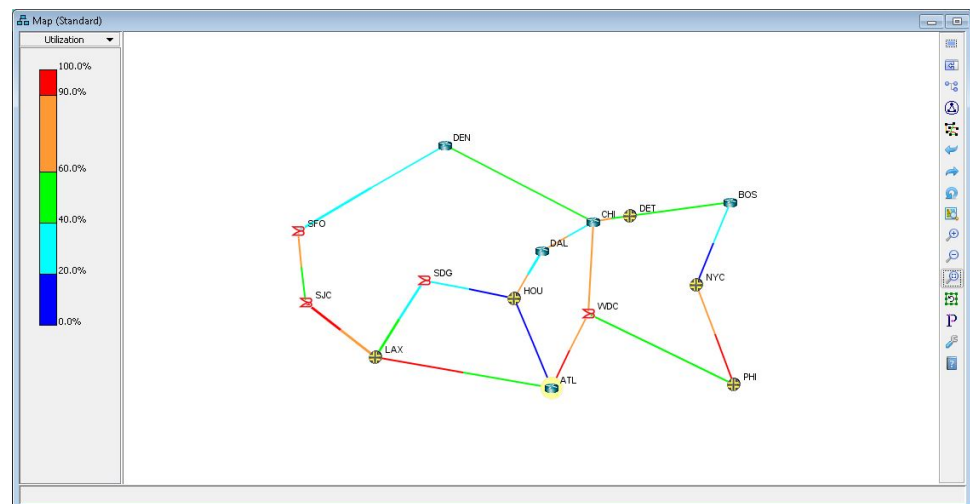 Map (Standard)
Utilization
100.0%
90.0%
60.0%
40.0%
20.0%
0.0%
DEN
BOS
SFO
CHI
DET
DAL
SDG
NYC
HOU
SJC
WDC
LAX
ATL
PHI
P